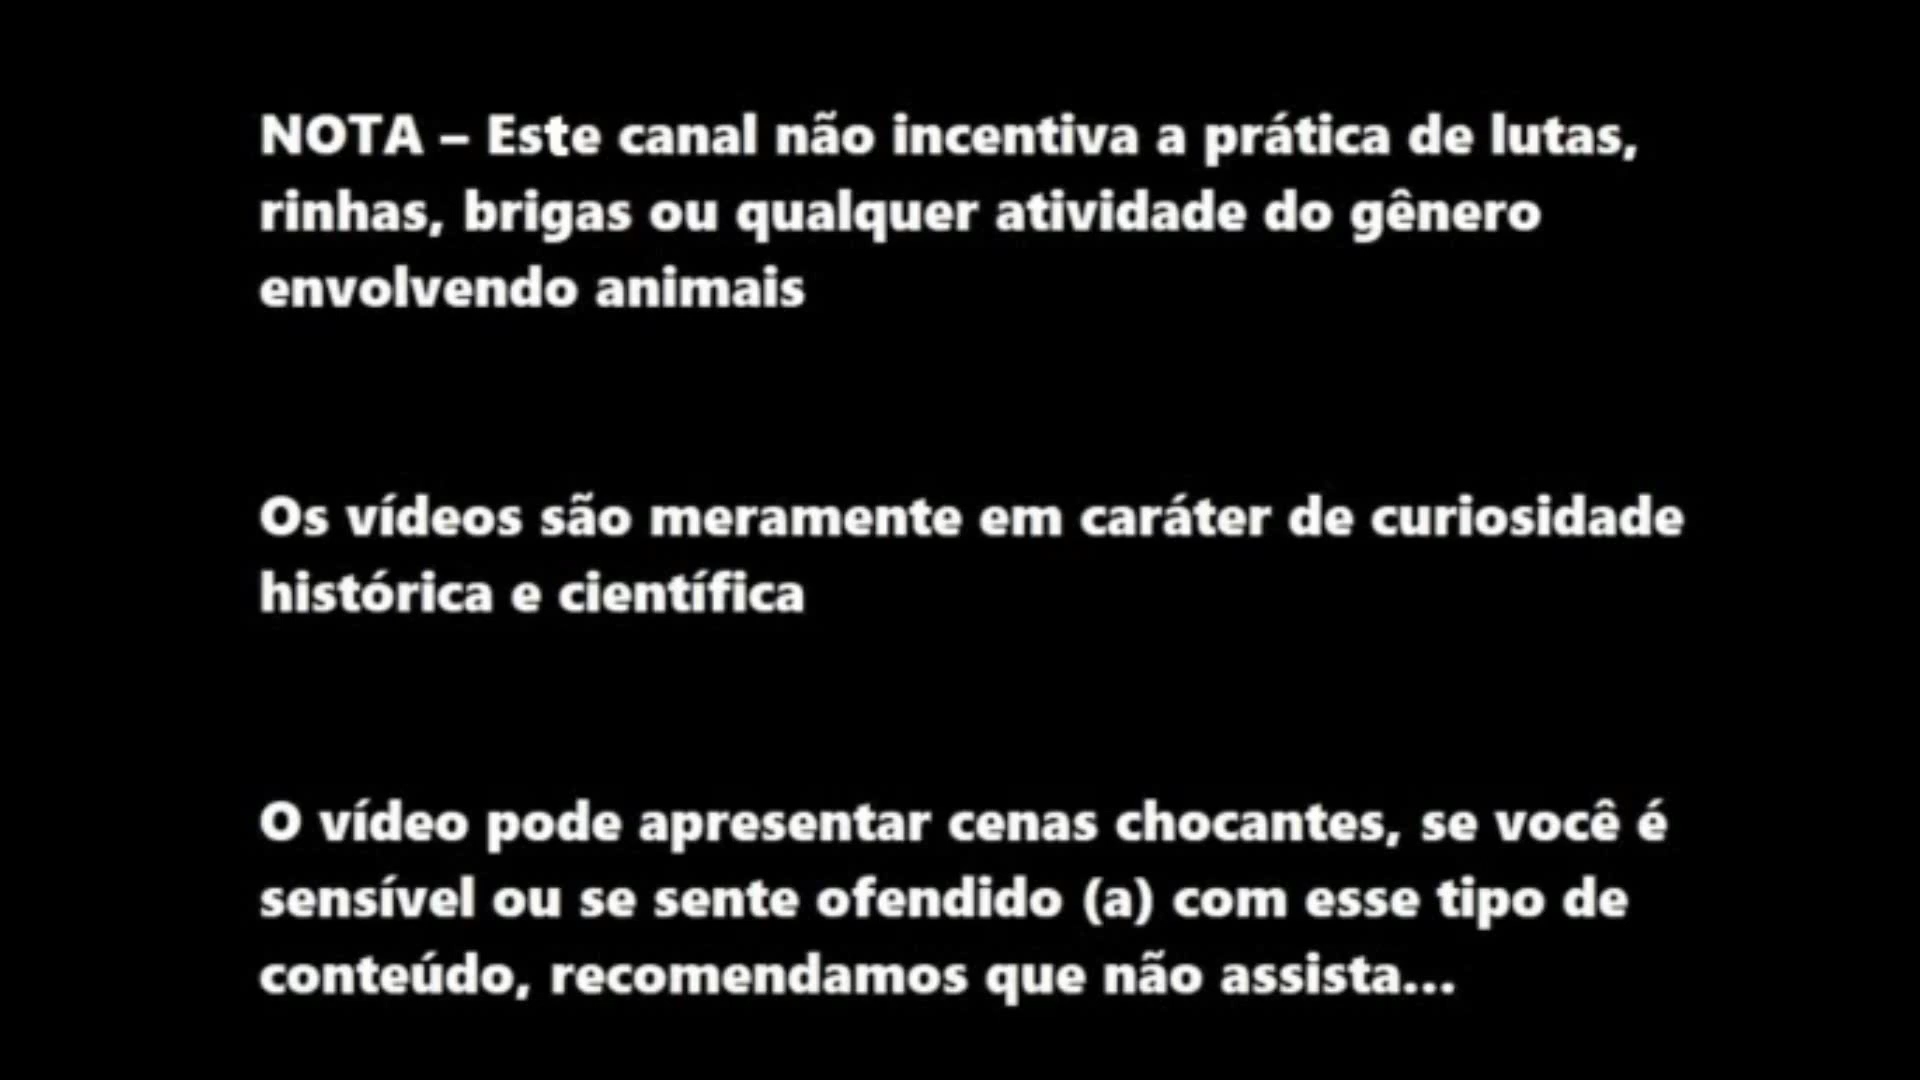 NOTA – Este canal não incentiva a prática de lutas,
rinhas, brigas ou qualquer atividade do gênero
envolvendo animais
Os vídeos são meramente em caráter de curiosidade
histórica e científica
O vídeo pode apresentar cenas chocantes, se você é
sensível ou se sente ofendido (a) com esse tipo de
conteúdo, recomendamos que não assista...